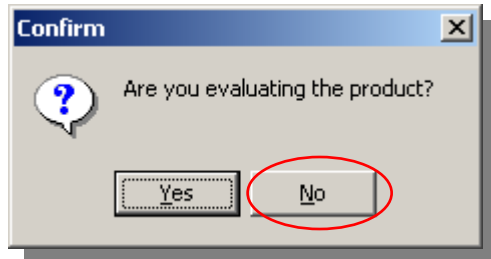 Confirm
Are you evaluating the product?
Yes No